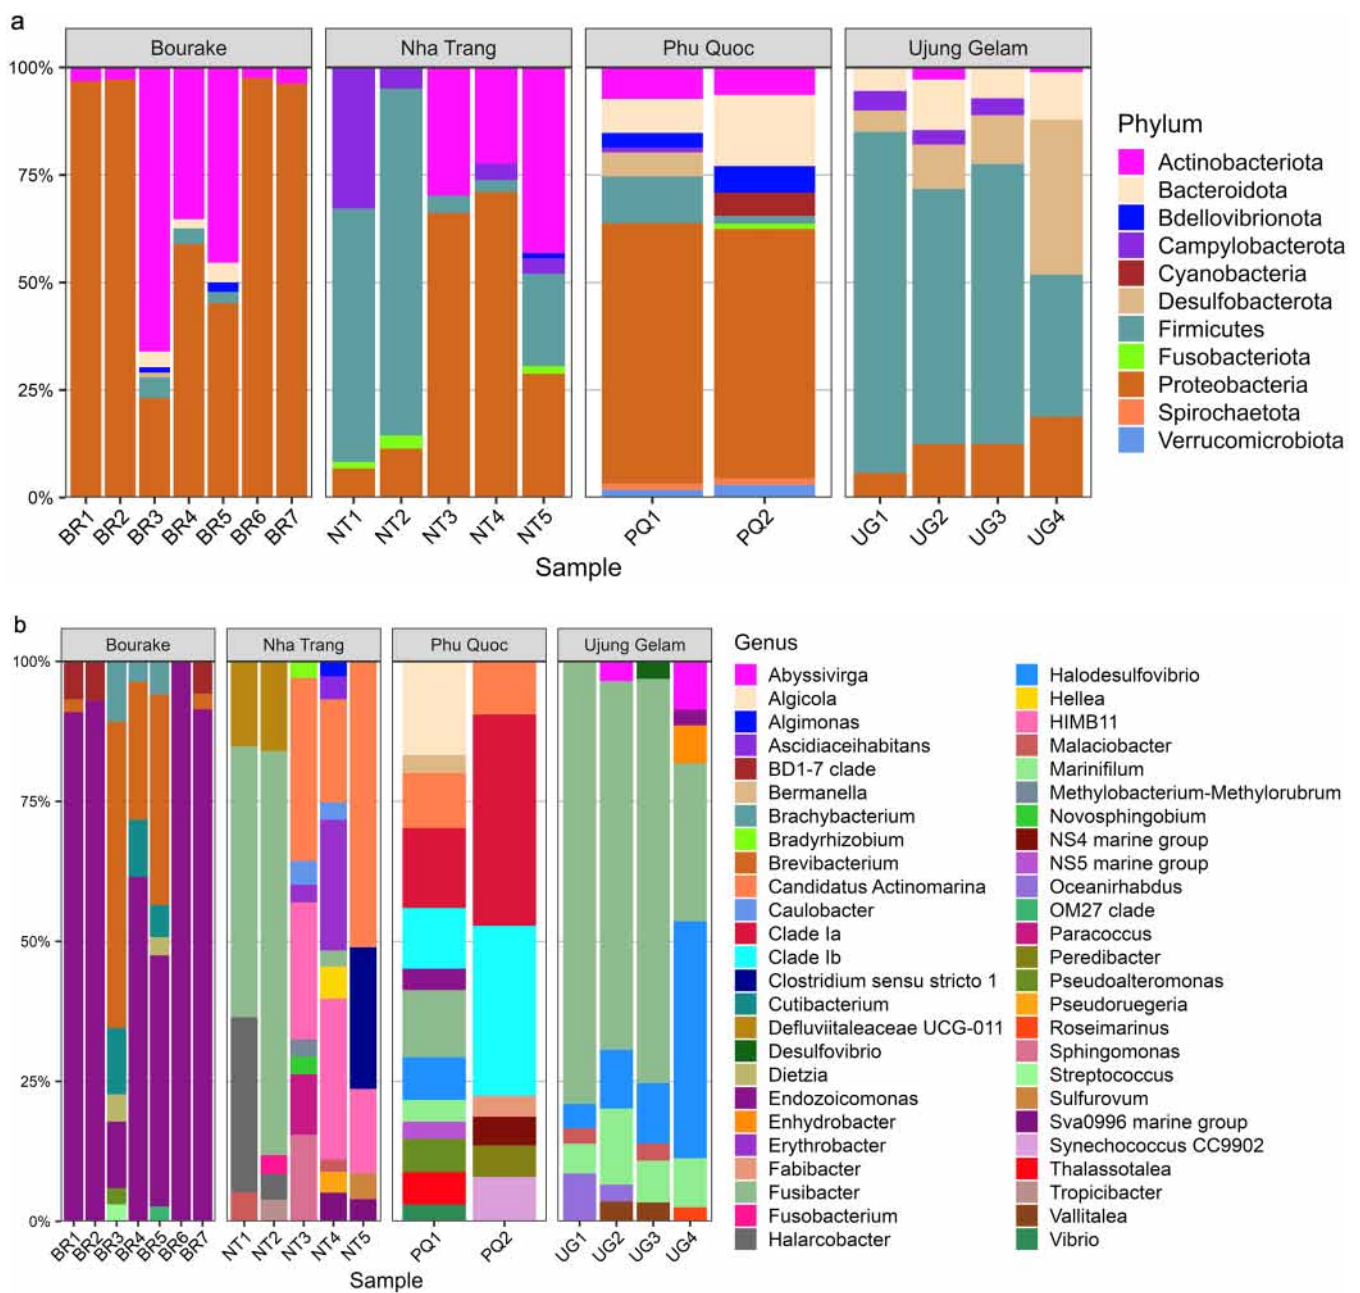 a
Bourake Nha Trang Phu Quoc Ujung Gelam
100%
75%
50%
25%
0%
BR1 BR2 BR3 BR4 BR5 BR6 BR7 NT1 NT2 NT3 NT4 NT5 PQ1 PQ2 UG1 UG2 UG3 UG4
Sample
Phylum
Actinobacteriota
Bacteroidota
Bdellovibrionota
Campylobacterota
Cyanobacteria
Desulfobacterota
Firmicutes
Fusobacteriota
Proteobacteria
Spirochaetota
Verrucomicrobiota
b
Bourake Nha Trang Phu Quoc Ujung Gelam
100%
75%
50%
25%
0%
BR1 BR2 BR3 BR4 BR5 BR6 BR7 NT1 NT2 NT3 NT4 NT5 PQ1 PQ2 UG1 UG2 UG3 UG4
Sample
Genus
Abyssivirga
Algicola
Algimonas
Ascidiaceihabitans
BD1-7 clade
Bermanella
Brachybacterium
Bradyrhizobium
Brevibacterium
Candidatus Actinomarina
Caulobacter
Clade Ia
Clade Ib
Clostridium sensu stricto 1
Cutibacterium
Defluviitaleaceae UCG-011
Desulfovibrio
Dietzia
Endozoicomonas
Enhydrobacter
Erythrobacter
Fabibacter
Fusibacter
Fusobacterium
Halarcobacter
Halodesulfovibrio
Hellea
HIMB11
Malaciobacter
Marinifilum
Methylobacterium-Methylorubrum
Novosphingobium
NS4 marine group
NS5 marine group
Oceanirhabdus
OM27 clade
Paracoccus
Peredibacter
Pseudoalteromonas
Pseudoruegeria
Roseimarinus
Sphingomonas
Streptococcus
Sulfurovum
Sva0996 marine group
Synechococcus CC9902
Thalassotalea
Tropicibacter
Vallitalea
Vibrio